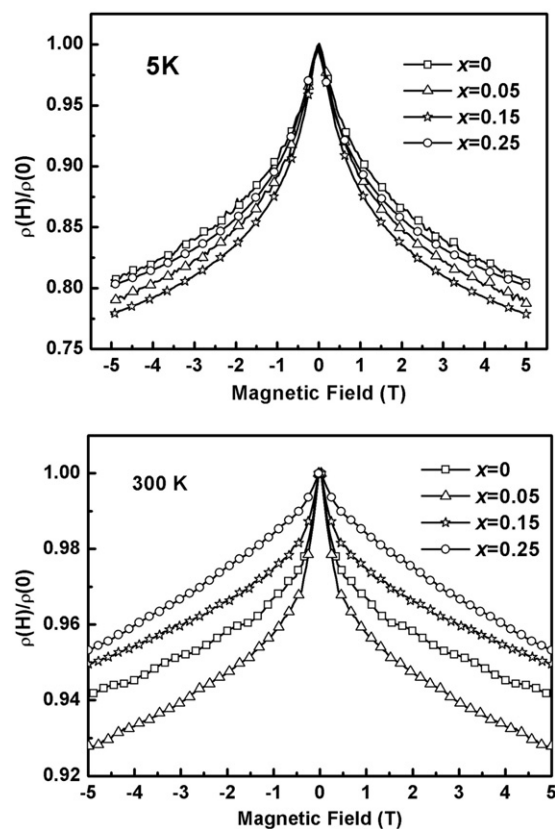 5K
x=0
x=0.05
x=0.15
x=0.25
1.00
0.95
0.90
0.85
0.80
0.75
ρ(H)/ρ(0)
-5 -4 -3 -2 -1 0 1 2 3 4 5
Magnetic Field (T)
300 K
x=0
x=0.05
x=0.15
x=0.25
1.00
0.98
0.96
0.94
0.92
ρ(H)/ρ(0)
-5 -4 -3 -2 -1 0 1 2 3 4 5
Magnetic Field (T)